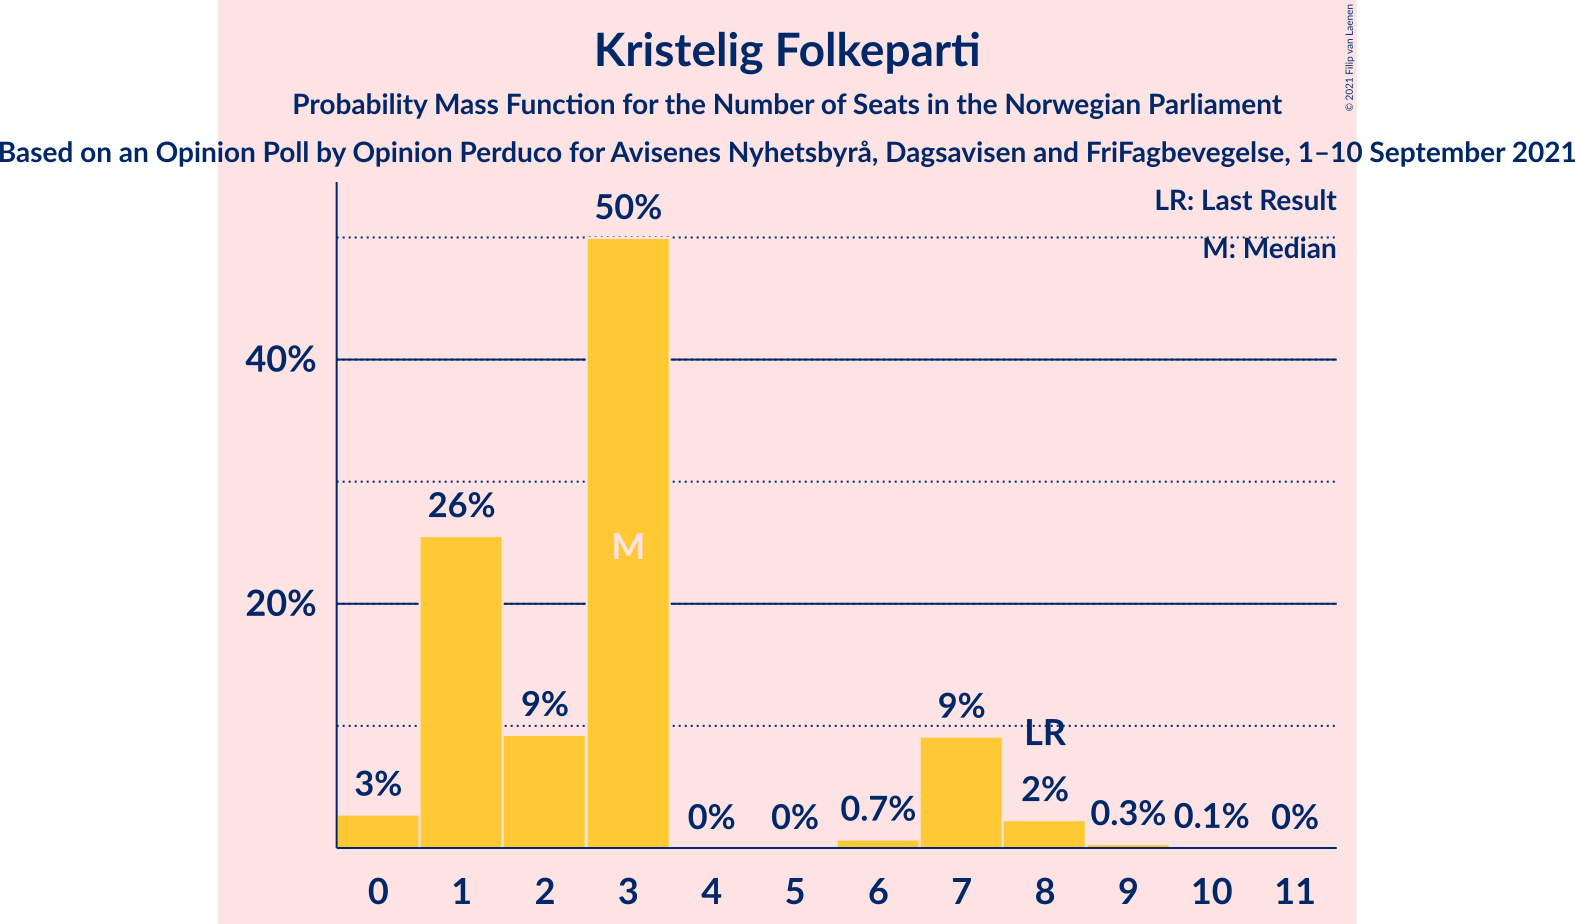 Kristelig Folkeparti
Probability Mass Function for the Number of Seats in the Norwegian Parliament
Based on an Opinion Poll by Opinion Perduco for Avisenes Nyhetsbyrå, Dagsavisen and FriFagbevegelse, 1–10 September 2021
© 2021 Filip van Laenen
LR: Last Result
M: Median
50%
40%
26%
M
20%
9%
9%
LR
3%
2%
0% 0% 0.7% 0.3% 0.1% 0%
0 1 2 3 4 5 6 7 8 9 10 11